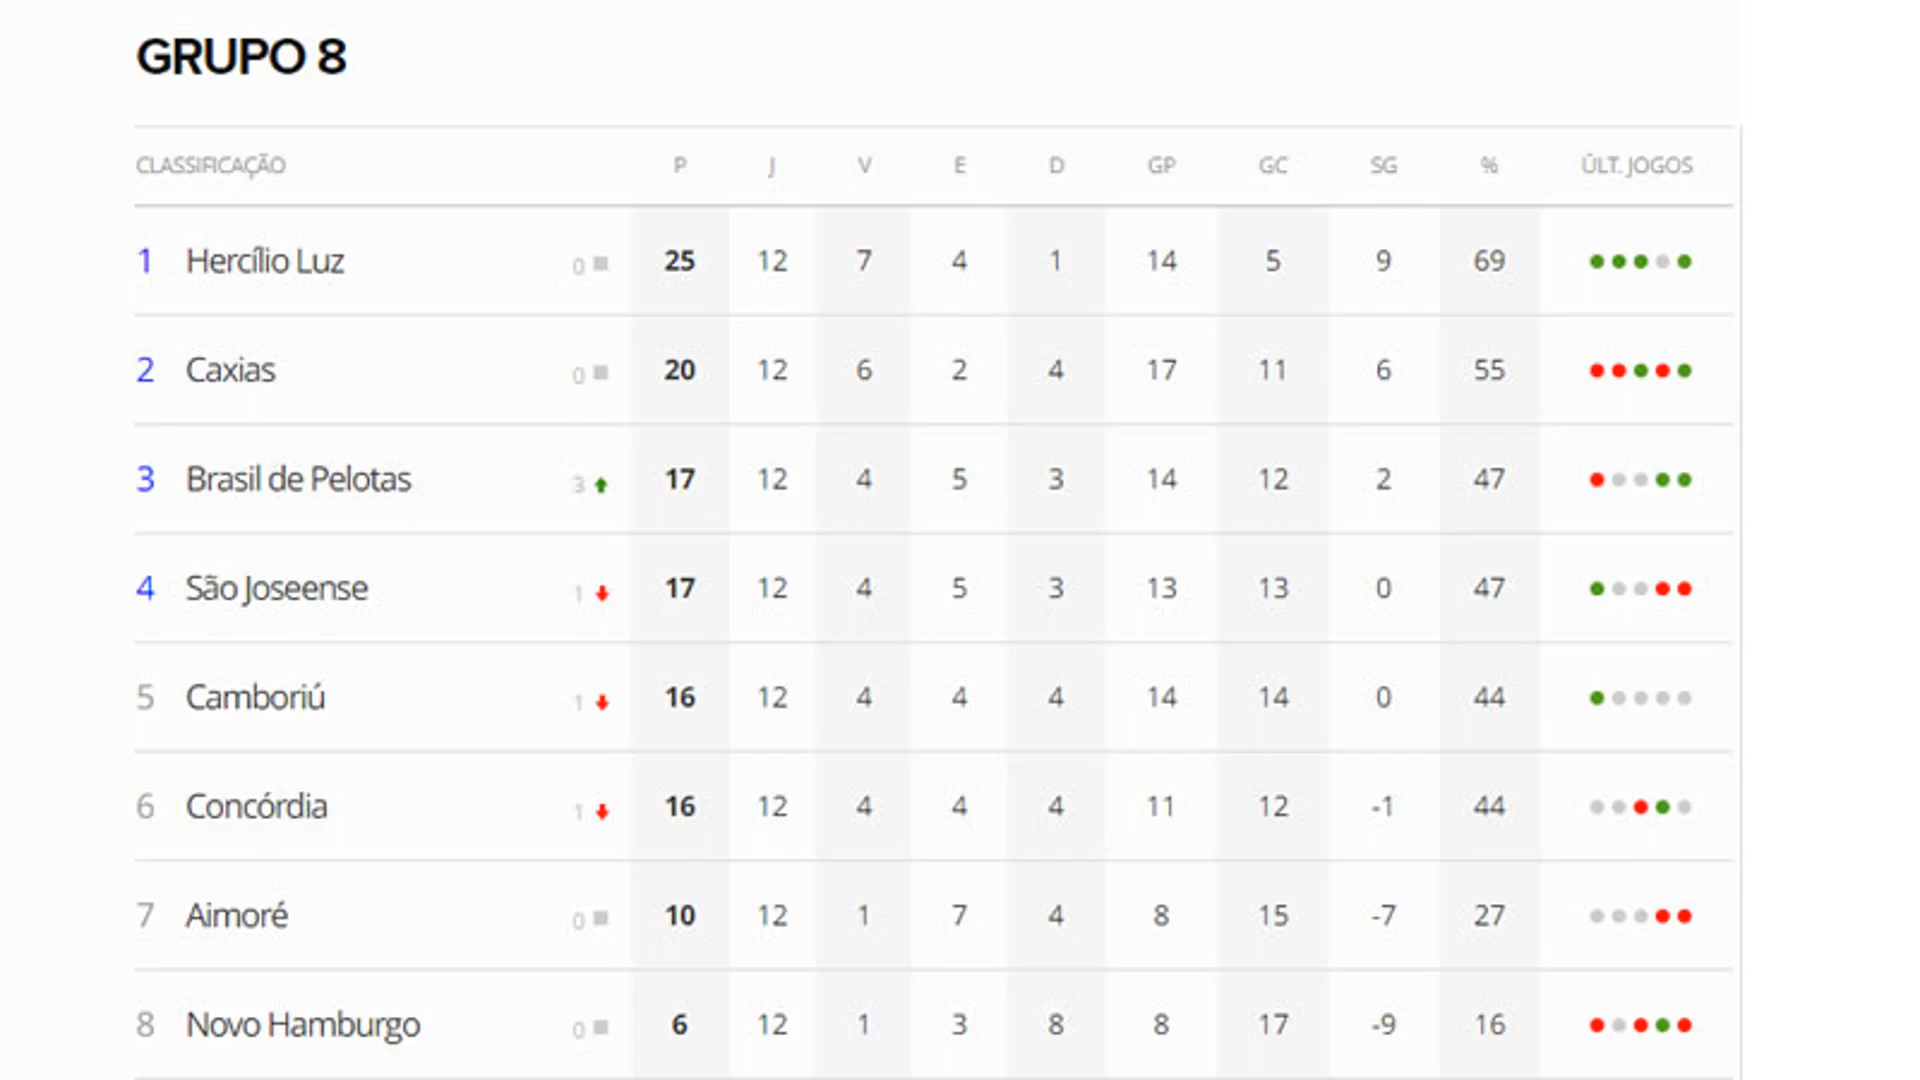 GRUPO 8
CLASSIFICAÇÃO P J V E D GP GC SG % ÚLT. JOGOS
1 Hercílio Luz 0 25 12 7 4 1 14 5 9 69
2 Caxias 0 20 12 6 2 4 17 11 6 55
3 Brasil de Pelotas 3 17 12 4 5 3 14 12 2 47
4 São Joseense 1 17 12 4 5 3 13 13 0 47
5 Camboriú 1 16 12 4 4 4 14 14 0 44
6 Concórdia 1 16 12 4 4 4 11 12 -1 44
7 Aimoré 0 10 12 1 7 4 8 15 -7 27
8 Novo Hamburgo 0 6 12 1 3 8 8 17 -9 16